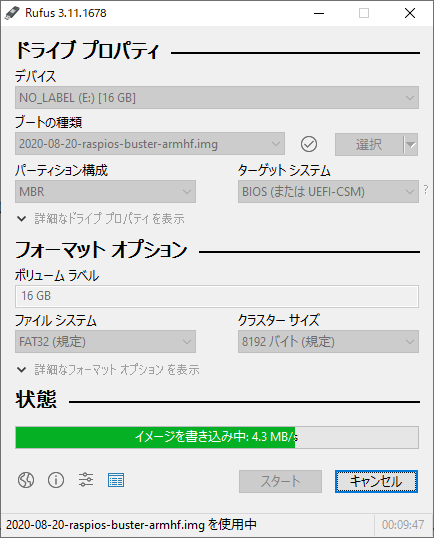 Rufus 3.11.1678
ドライブ プロパティ
デバイス
NO_LABEL (E:) [16 GB]
ブートの種類
2020-08-20-raspios-buster-armhf.img
選択
パーティション構成
ターゲット システム
MBR
BIOS (または UEFI-CSM)
?
詳細なドライブ プロパティを表示
フォーマット オプション
ボリューム ラベル
16 GB
ファイル システム
クラスター サイズ
FAT32 (規定)
8192 バイト (規定)
詳細なフォーマット オプション を表示
状態
イメージを書き込み中: 4.3 MB/s
スタート
キャンセル
2020-08-20-raspios-buster-armhf.img を使用中
00:09:47